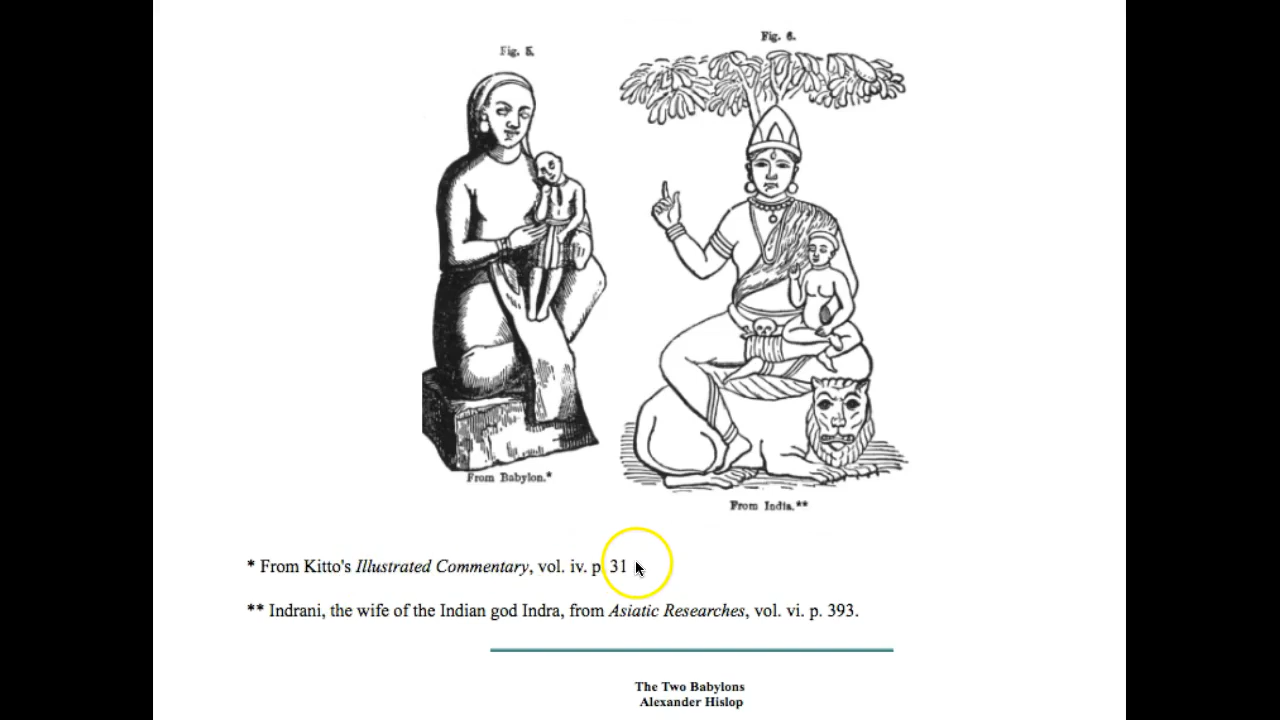 Fig. 5.
Fig. 6.
From Babylon.*
From India.**
* From Kitto's Illustrated Commentary, vol. iv. p. 31
** Indrani, the wife of the Indian god Indra, from Asiatic Researches, vol. vi. p. 393.
The Two Babylons
Alexander Hislop